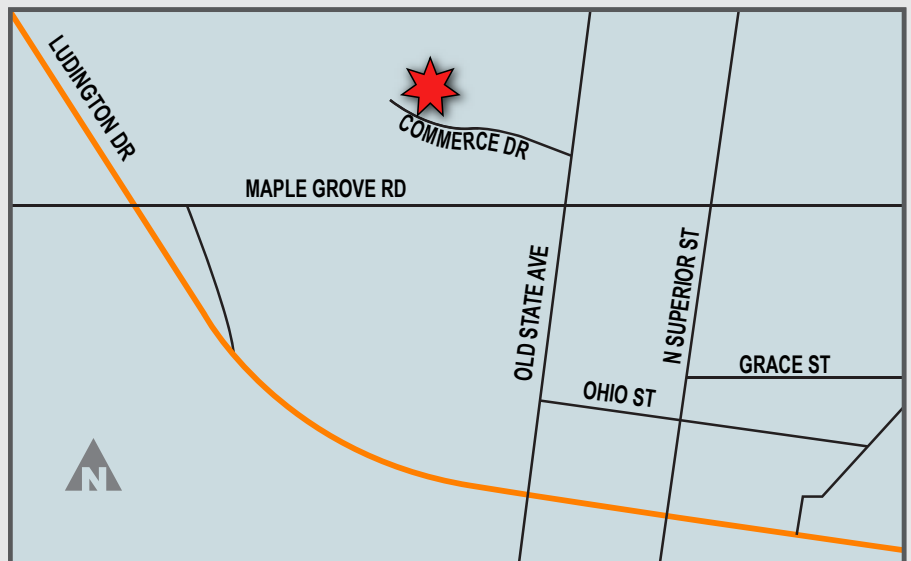 LUDINGTON DR
COMMERCE DR
MAPLE GROVE RD
OLD STATE AVE
N SUPERIOR ST
GRACE ST
OHIO ST
N